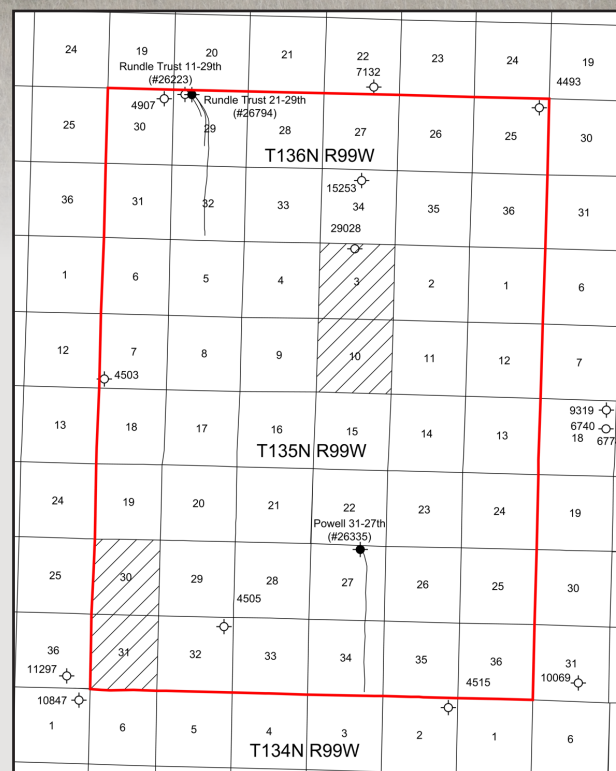 24 19 20 21 22 23 24 19
Rundle Trust 11-29th
(#26223)
7132
4493
4907
Rundle Trust 21-29th
(#26794)
25 30 29 28 27 26 25 30
T136N R99W
15253
36 31 32 33 34 35 36 31
29028
1 6 5 4 3 2 1 6
12 7 8 9 10 11 12 7
4503
9319
6740
13 18 17 16 15 14 13 18 677
T135N R99W
24 19 20 21 22 23 24 19
Powell 31-27th
(#26335)
25 30 29 28 27 26 25 30
4505
36 31 32 33 34 35 36 31
11297
4515
10069
10847
1 6 5 4 3 2 1 6
T134N R99W